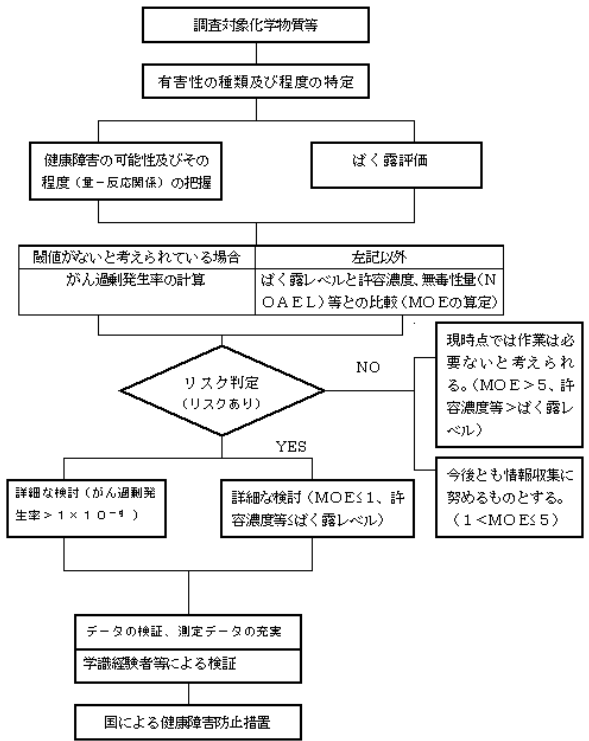 調査対象化学物質等
有害性の種類及び程度の特定
健康障害の可能性及びその
程度（量－反応関係）の把握
ばく露評価
閾値がないと考えられている場合
左記以外
がん過剰発生率の計算
ばく露レベルと許容濃度、無毒性量（Ｎ
ＯＡＥＬ）等との比較（ＭＯＥの算定）
リスク判定
（リスクあり）
NO
現時点では作業は必
要ないと考えられ
る。（ＭＯＥ＞５、許
容濃度等＞ばく露レ
ベル）
今後とも情報収集に
努めるものとする。
（１＜ＭＯＥ≦５）
YES
詳細な検討（がん過剰発
生率＞１×１０
詳細な検討（ＭＯＥ≦１、許
容濃度等≦ばく露レベル）
データの検証、測定データの充実
学識経験者等による検証
国による健康障害防止措置